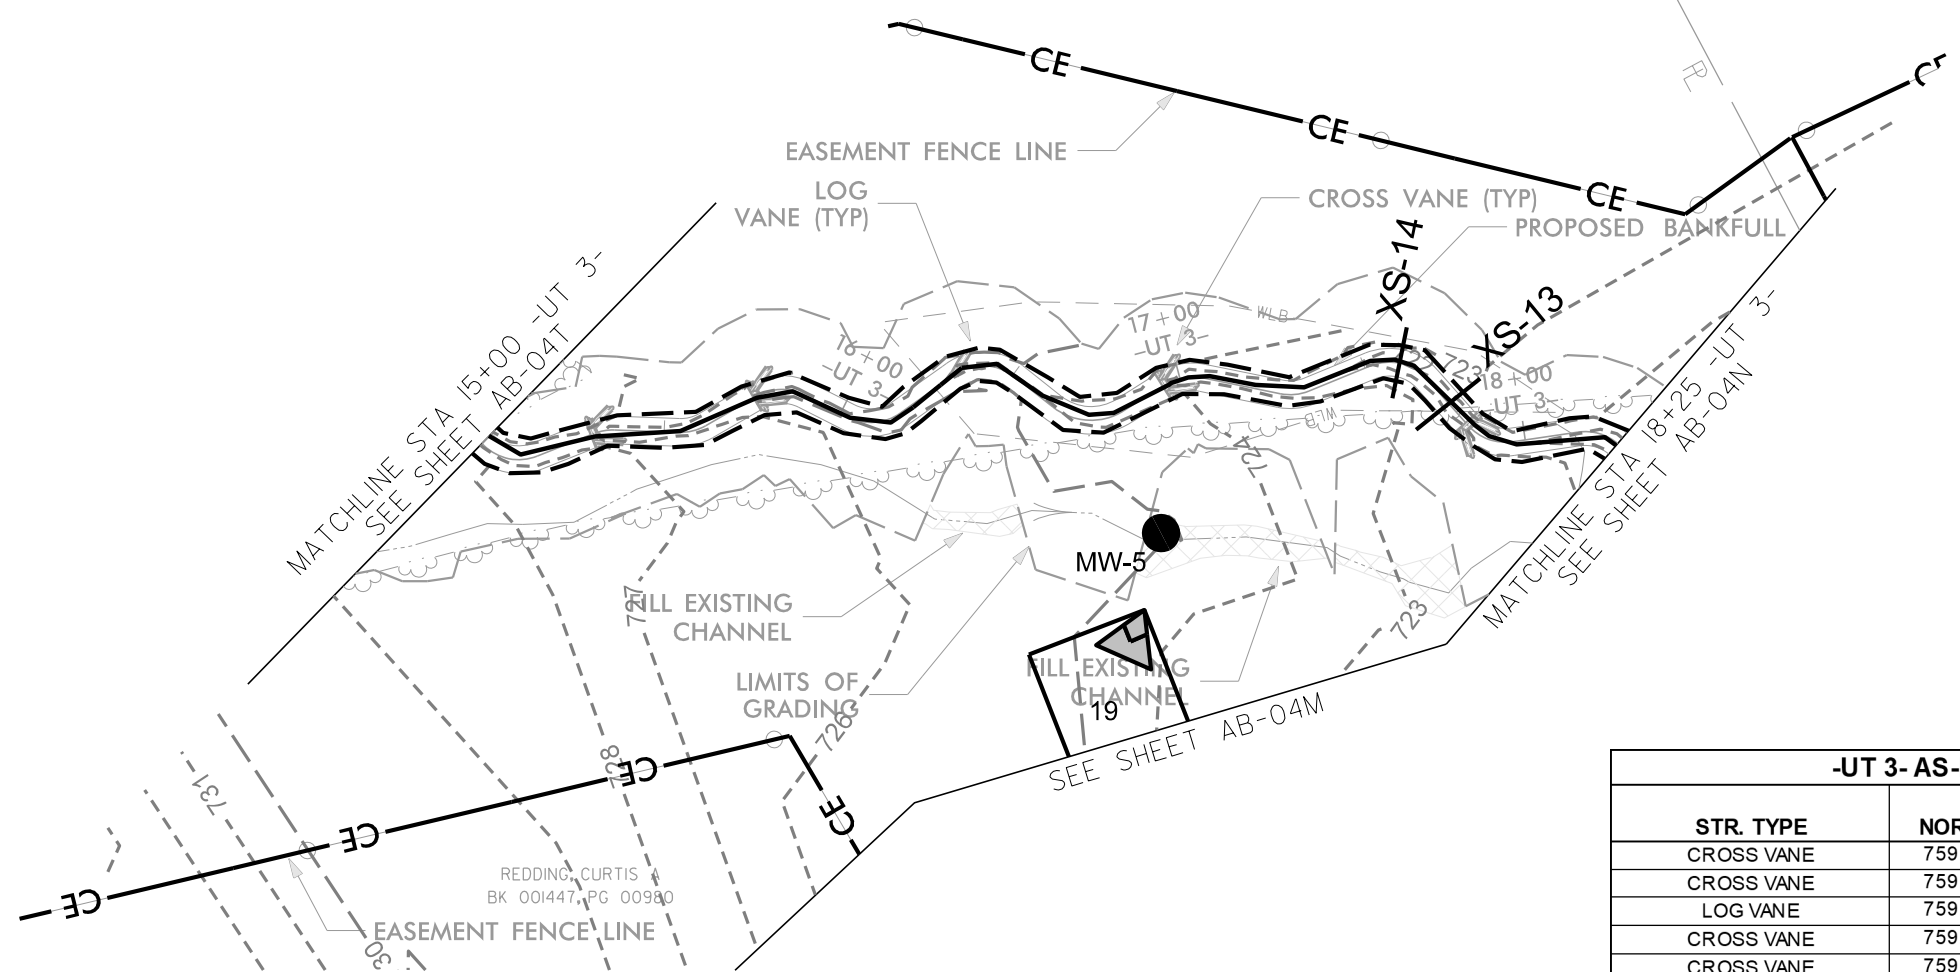 CE
CE
CE
EASEMENT FENCE LINE
LOG
VANE (TYP)
CROSS VANE (TYP)
PROPOSED BANKFULL
XS-14
XS-13
PL
MATCHLINE STA 15+00 -UT 3-
SEE SHEET AB-04T
16+00
-UT 3
17+00
-UT 3-
WLB
723
18+00
-UT 3-
WLB
724
MATCHLINE STA 18+25 -UT 3-
SEE SHEET AB-04N
MW-5
727
FILL EXISTING
CHANNEL
723
LIMITS OF
GRADING
FILL EXISTING
CHANNEL
19
726
SEE SHEET AB-04M
728
731
CE
CE
CE
CE
REDDING, CURTIS A
BK 001447, PG 00980
EASEMENT FENCE LINE
30
-UT 3- AS-
STR. TYPE NOR
CROSS VANE 759
CROSS VANE 759
LOG VANE 759
CROSS VANE 759
CROSS VANE 759